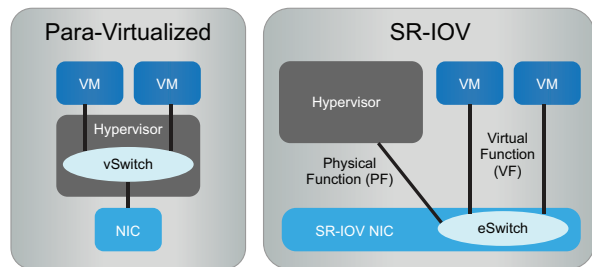 Para-Virtualized
VM
VM
Hypervisor
vSwitch
NIC
SR-IOV
Hypervisor
VM
VM
Physical
Function (PF)
Virtual
Function
(VF)
SR-IOV NIC
eSwitch